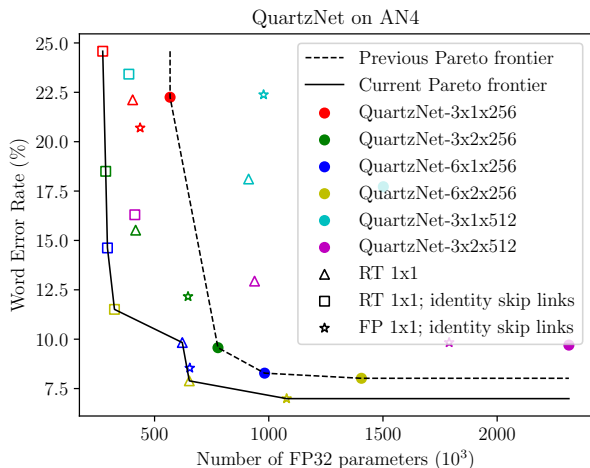 QuartzNet on AN4
Word Error Rate (%)
25.0
22.5
20.0
17.5
15.0
12.5
10.0
7.5
Previous Pareto frontier
Current Pareto frontier
QuartzNet-3x1x256
QuartzNet-3x2x256
QuartzNet-6x1x256
QuartzNet-6x2x256
QuartzNet-3x1x512
QuartzNet-3x2x512
RT 1x1
RT 1x1; identity skip links
FP 1x1; identity skip links
500 1000 1500 2000
Number of FP32 parameters (10³)